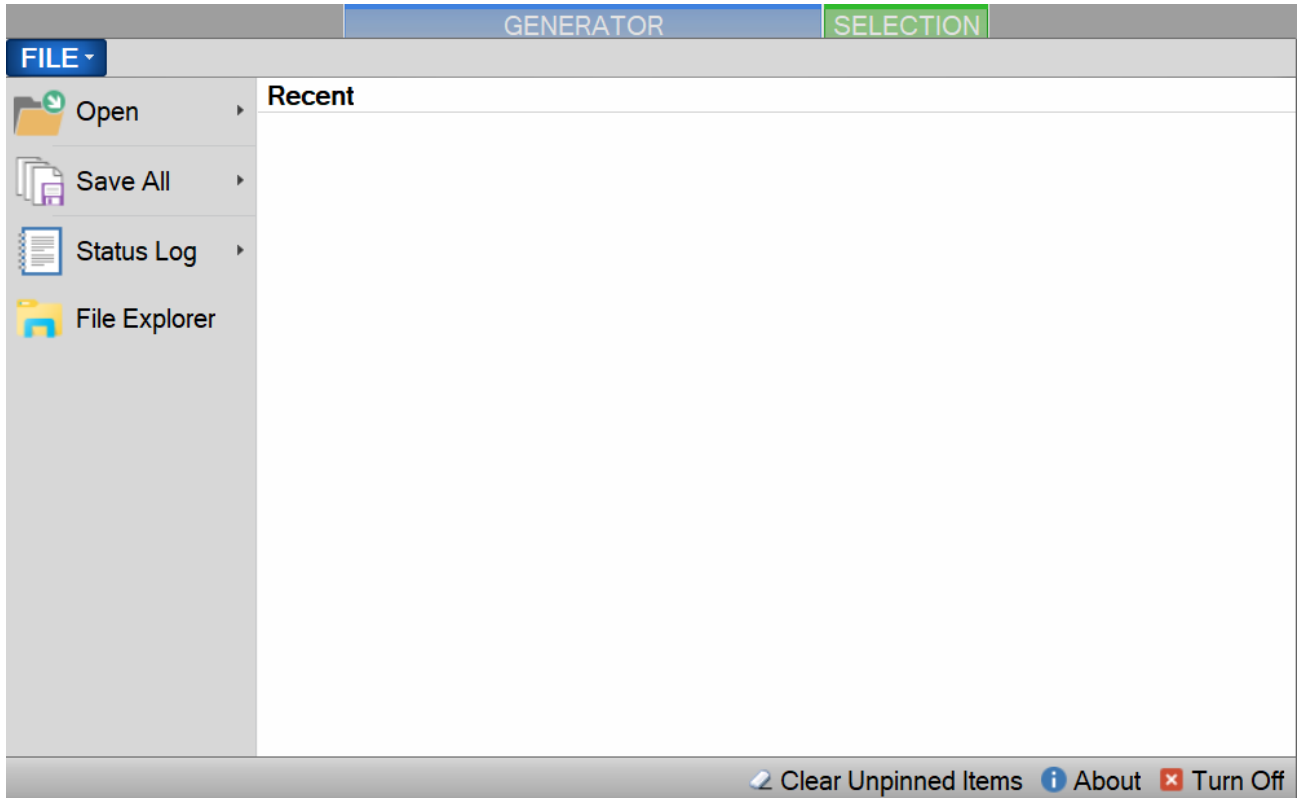 GENERATOR SELECTION
FILE
Recent
Open
Save All
Status Log
File Explorer
Clear Unpinned Items About Turn Off